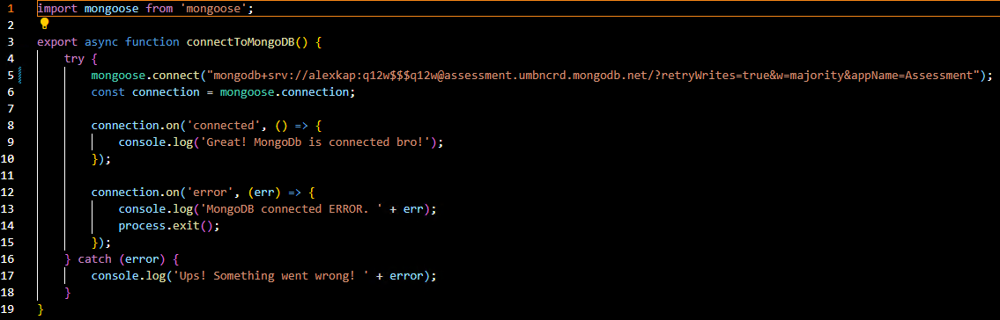 1 import mongoose from 'mongoose';
2
3 export async function connectToMongoDB() {
4 try {
5 mongoose.connect("mongodb+srv://alexkap:q12w$$$q12w@assessment.umbncrd.mongodb.net/?retryWrites=true&w=majority&appName=Assessment");
6 const connection = mongoose.connection;
7
8 connection.on('connected', () => {
9 console.log('Great! MongoDb is connected bro!');
10 });
11
12 connection.on('error', (err) => {
13 console.log('MongoDB connected ERROR. ' + err);
14 process.exit();
15 });
16 } catch (error) {
17 console.log('Ups! Something went wrong! ' + error);
18 }
19 }